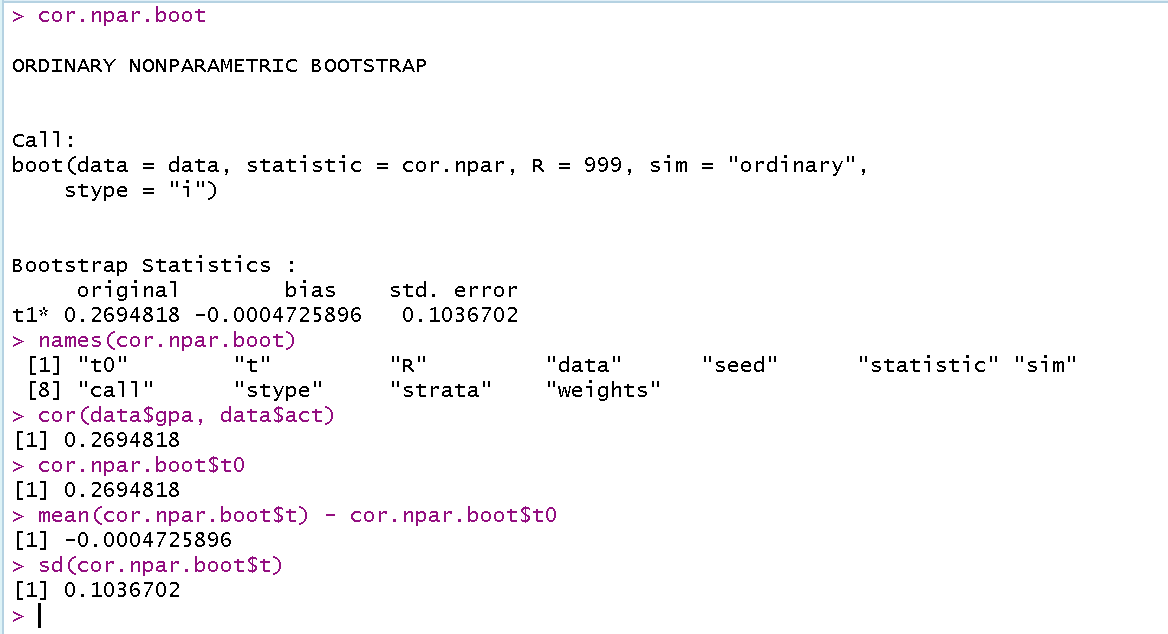 > cor.npar.boot
ORDINARY NONPARAMETRIC BOOTSTRAP
Call:
boot(data = data, statistic = cor.npar, R = 999, sim = "ordinary",
    stype = "i")
Bootstrap Statistics :
     original          bias     std. error
t1* 0.2694818 -0.0004725896   0.1036702
> names(cor.npar.boot)
 [1] "t0"        "t"         "R"         "data"      "seed"      "statistic" "sim"
 [8] "call"      "stype"     "strata"    "weights"
> cor(data$gpa, data$act)
[1] 0.2694818
> cor.npar.boot$t0
[1] 0.2694818
> mean(cor.npar.boot$t) - cor.npar.boot$t0
[1] -0.0004725896
> sd(cor.npar.boot$t)
[1] 0.1036702
>